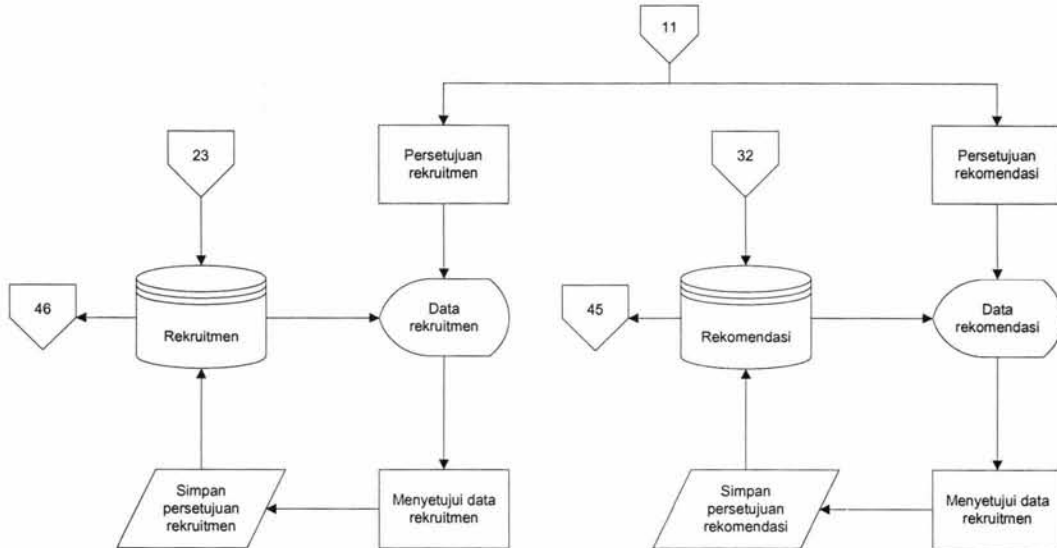 11
23
Persetujuan
rekruitmen
32
Persetujuan
rekomendasi
46
Rekruitmen
Data
rekruitmen
45
Rekomendasi
Data
rekomendasi
Simpan
persetujuan
rekruitmen
Menyetujui data
rekruitmen
Simpan
persetujuan
rekomendasi
Menyetujui data
rekruitmen